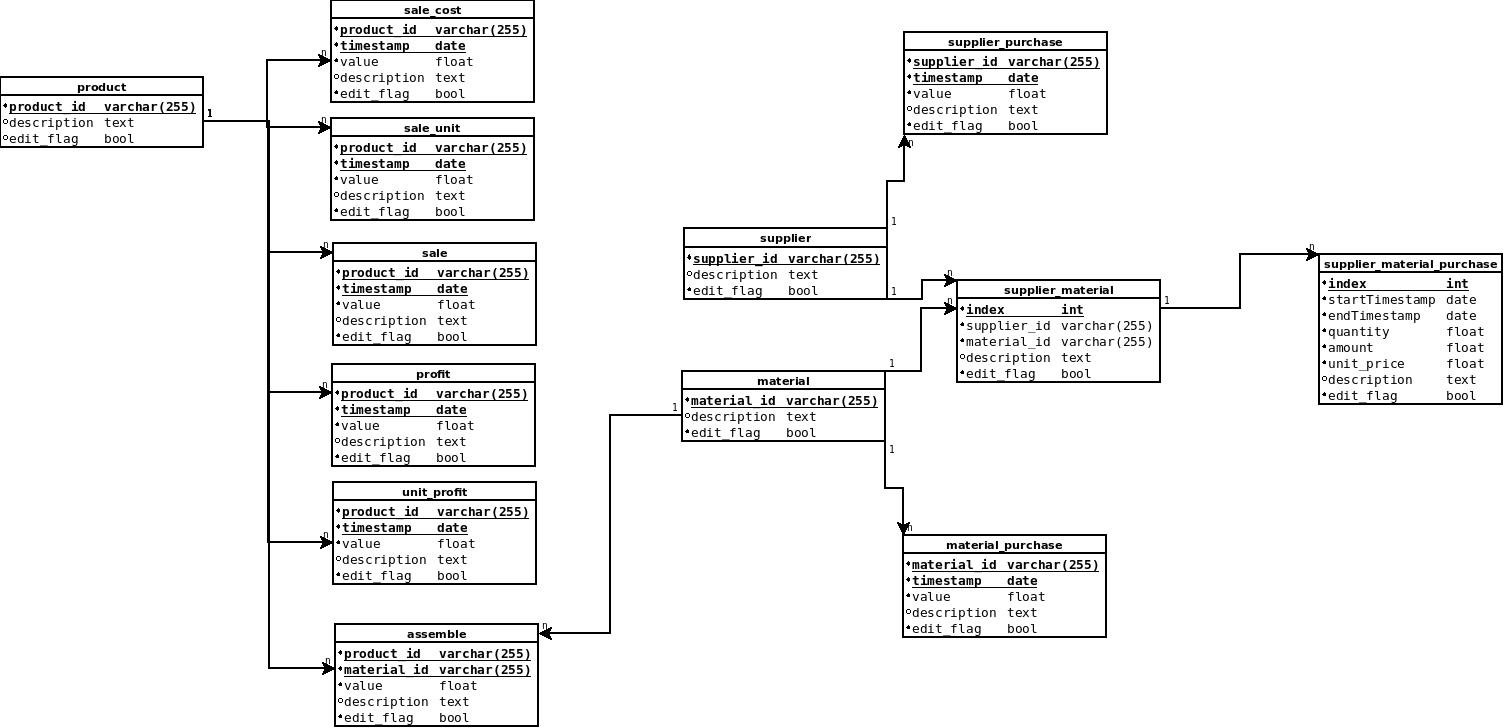 product
product_id varchar(255)
description text
edit_flag bool
1
sale_cost
product_id varchar(255)
timestamp date
value float
description text
edit_flag bool
n
sale_unit
product_id varchar(255)
timestamp date
value float
description text
edit_flag bool
n
sale
product_id varchar(255)
timestamp date
value float
description text
edit_flag bool
n
profit
product_id varchar(255)
timestamp date
value float
description text
edit_flag bool
n
unit_profit
product_id varchar(255)
timestamp date
value float
description text
edit_flag bool
n
assemble
product_id varchar(255)
material_id varchar(255)
value float
description text
edit_flag bool
n
n
supplier
supplier_id varchar(255)
description text
edit_flag bool
1
1
material
material_id varchar(255)
description text
edit_flag bool
1
1
1
supplier_purchase
supplier_id varchar(255)
timestamp date
value float
description text
edit_flag bool
n
supplier_material
index int
supplier_id varchar(255)
material_id varchar(255)
description text
edit_flag bool
n
n
1
material_purchase
material_id varchar(255)
timestamp date
value float
description text
edit_flag bool
n
supplier_material_purchase
index int
startTimestamp date
endTimestamp date
quantity float
amount float
unit_price float
description text
edit_flag bool
n